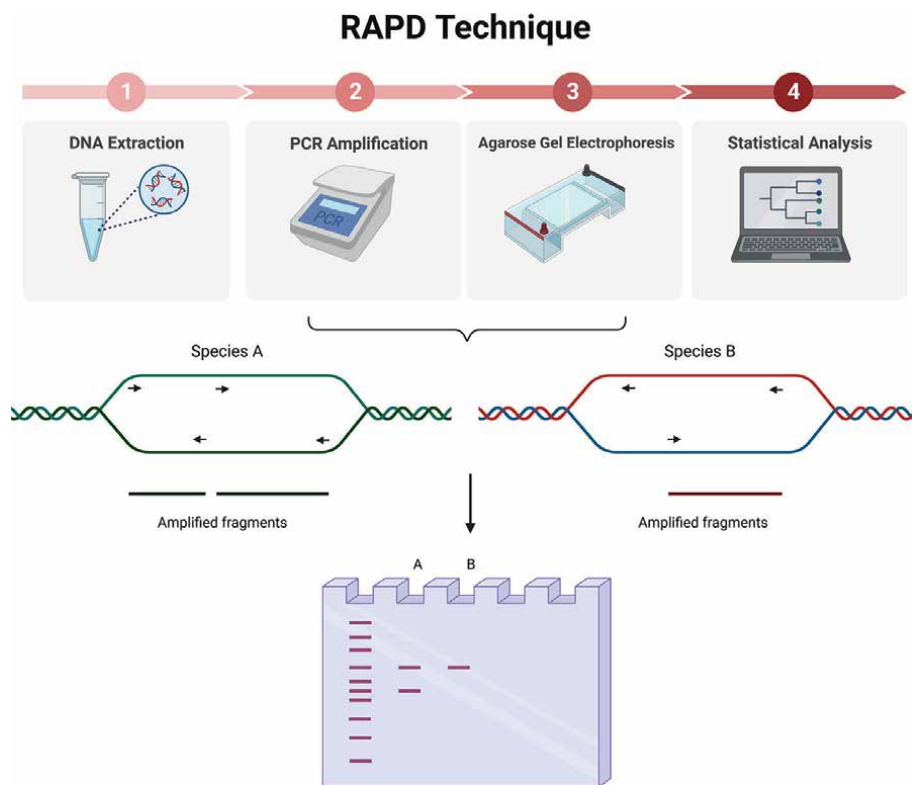 RAPD Technique
1
2
3
4
DNA Extraction
PCR Amplification
Agarose Gel Electrophoresis
Statistical Analysis
PCR
Species A
Species B
Amplified fragments
Amplified fragments
A
B